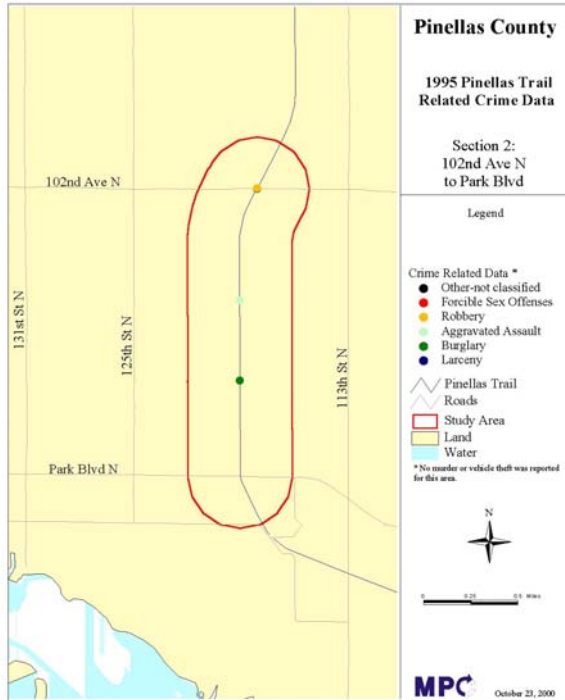 Pinellas County
1995 Pinellas Trail
Related Crime Data
Section 2:
102nd Ave N
to Park Blvd
Legend
Crime Related Data *
Other-not classified
Forcible Sex Offenses
Robbery
Aggravated Assault
Burglary
Larceny
Pinellas Trail
Roads
Study Area
Land
Water
* No murder or vehicle theft was reported
for this area.
N
0 0.25 0.5 Miles
MPO
October 23, 2000
102nd Ave N
131st St N
125th St N
113th St N
Park Blvd N